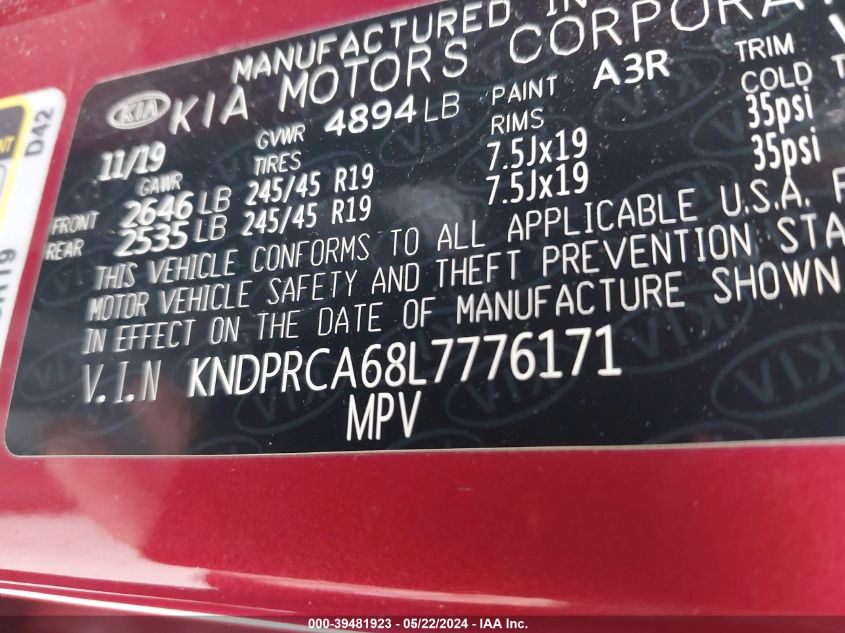 MANUFACTURED IN
KIA KIA MOTORS CORPORA
11/19 GVWR 4894 LB PAINT A3R TRIM
GAWR TIRES RIMS COLD
FRONT 2646 LB 245/45 R19 7.5Jx19 35psi
REAR 2535 LB 245/45 R19 7.5Jx19 35psi
THIS VEHICLE CONFORMS TO ALL APPLICABLE U.S.A.
MOTOR VEHICLE SAFETY AND THEFT PREVENTION STA
IN EFFECT ON THE DATE OF MANUFACTURE SHOWN
V.I.N KNDPRCA68L7776171
MPV
D42
000-39481923 - 05/22/2024 - IAA Inc.